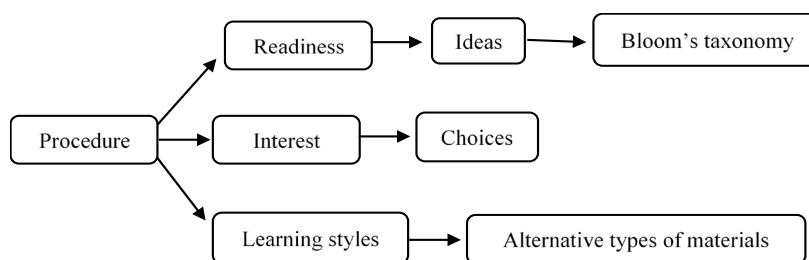 Readiness
Ideas
Bloom’s taxonomy
Procedure
Interest
Choices
Learning styles
Alternative types of materials